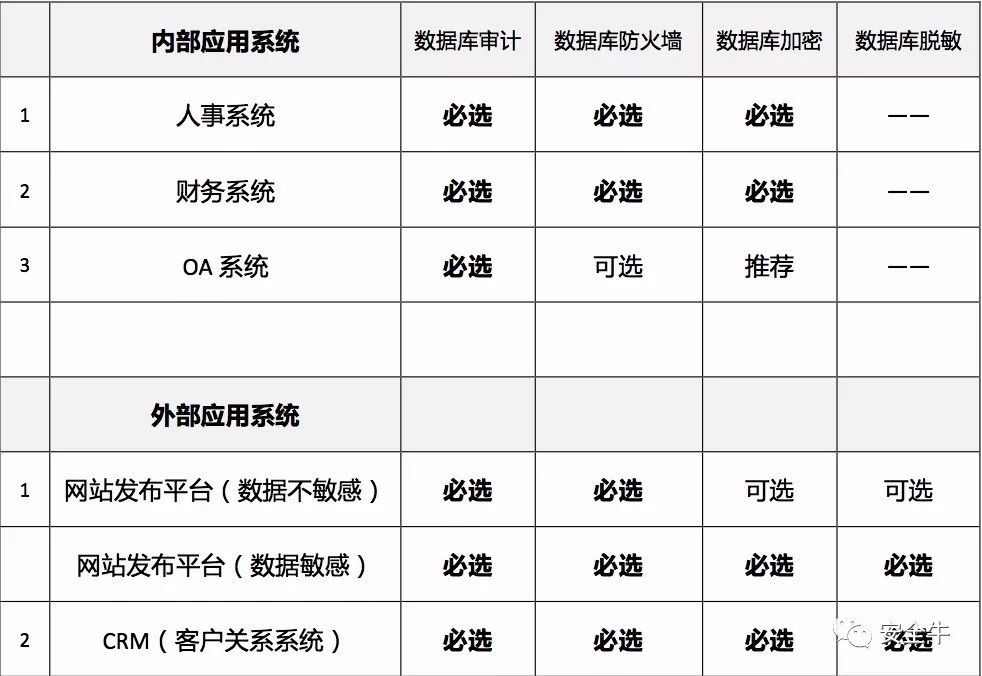 内部应用系统 数据库审计 数据库防火墙 数据库加密 数据库脱敏
1 人事系统 必选 必选 必选 ——
2 财务系统 必选 必选 必选 ——
3 OA 系统 必选 可选 推荐 ——
外部应用系统
1 网站发布平台（数据不敏感） 必选 必选 可选 可选
网站发布平台（数据敏感） 必选 必选 必选 必选
2 CRM（客户关系系统） 必选 必选 必选 必选
安全牛